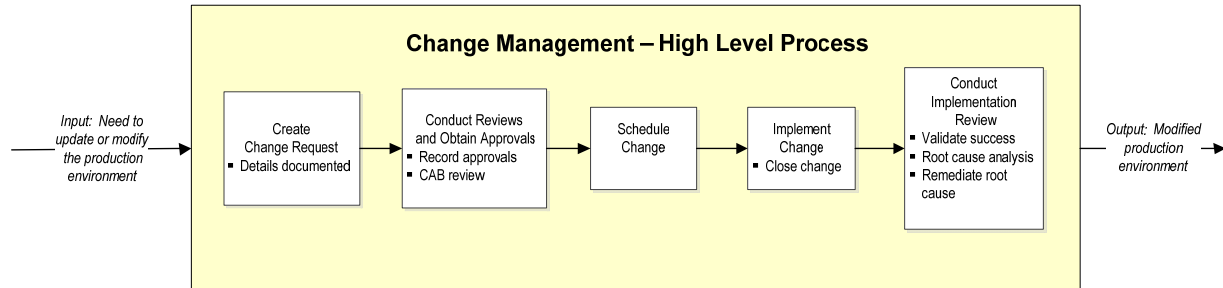 Change Management – High Level Process
Input: Need to
update or modify
the production
environment
Create
Change Request
▪ Details documented
Conduct Reviews
and Obtain Approvals
▪ Record approvals
▪ CAB review
Schedule
Change
Implement
Change
▪ Close change
Conduct
Implementation
Review
▪ Validate success
▪ Root cause analysis
▪ Remediate root
cause
Output: Modified
production
environment